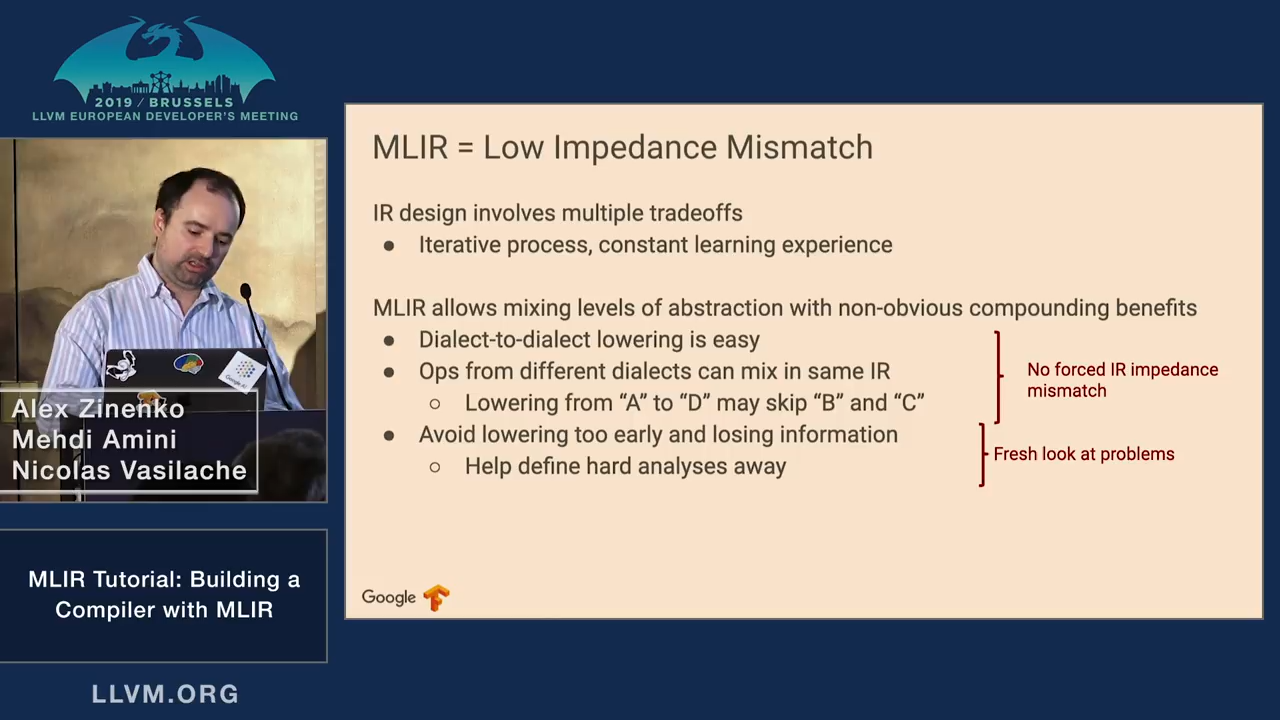 2019 / BRUSSELS
LLVM EUROPEAN DEVELOPER'S MEETING
Alex Zinenko
Mehdi Amini
Nicolas Vasilache
MLIR Tutorial: Building a
Compiler with MLIR
LLVM.ORG
MLIR = Low Impedance Mismatch
IR design involves multiple tradeoffs
● Iterative process, constant learning experience
MLIR allows mixing levels of abstraction with non-obvious compounding benefits
● Dialect-to-dialect lowering is easy
● Ops from different dialects can mix in same IR
○ Lowering from “A” to “D” may skip “B” and “C”
● Avoid lowering too early and losing information
○ Help define hard analyses away
No forced IR impedance
mismatch
Fresh look at problems
Google